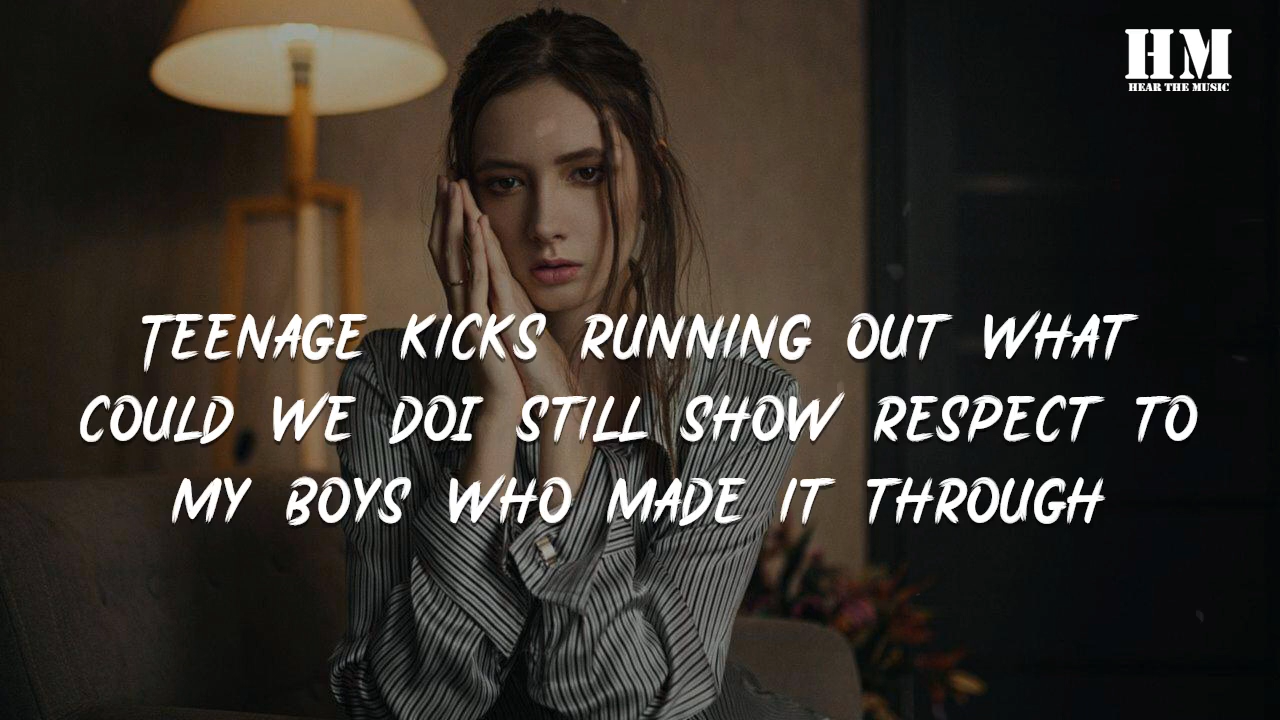 HM
HEAR THE MUSIC
TEENAGE KICKS RUNNING OUT WHAT
COULD WE DOI STILL SHOW RESPECT TO
MY BOYS WHO MADE IT THROUGH